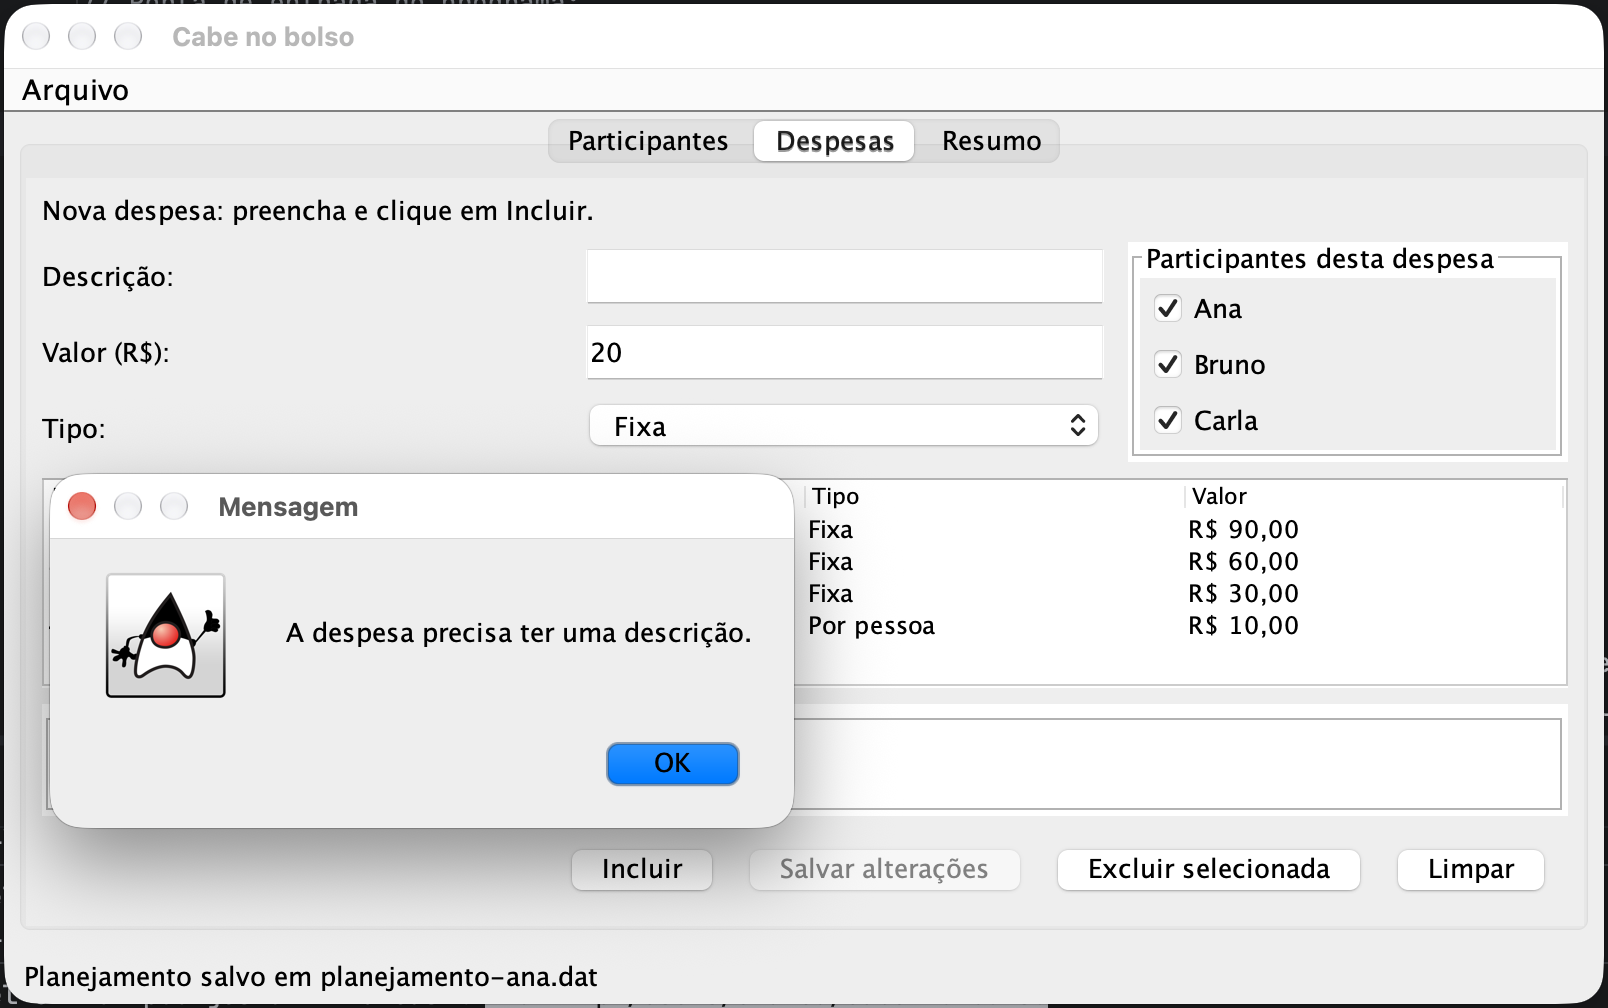 Cabe no bolso
Arquivo
Participantes
Despesas
Resumo
Nova despesa: preencha e clique em Incluir.
Descrição:
Valor (R$):
20
Tipo:
Fixa
Participantes desta despesa
Ana
Bruno
Carla
Tipo Valor
Fixa R$ 90,00
Fixa R$ 60,00
Fixa R$ 30,00
Por pessoa R$ 10,00
Mensagem
A despesa precisa ter uma descrição.
OK
Incluir
Salvar alterações
Excluir selecionada
Limpar
Planejamento salvo em planejamento-ana.dat